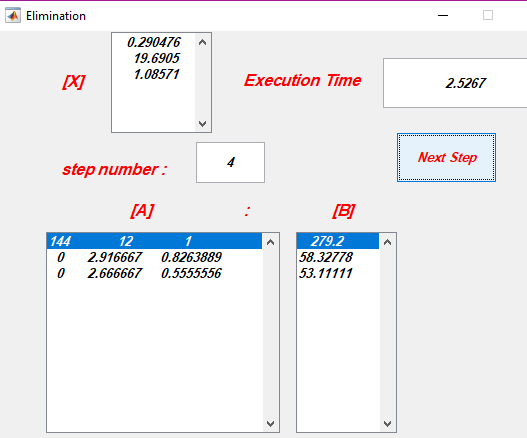 Elimination
0.290476
19.6905
1.08571
[X]
Execution Time
2.5267
step number :
4
Next Step
[A] : [B]
144 12 1 279.2
0 2.916667 0.8263889 58.32778
0 2.666667 0.5555556 53.11111